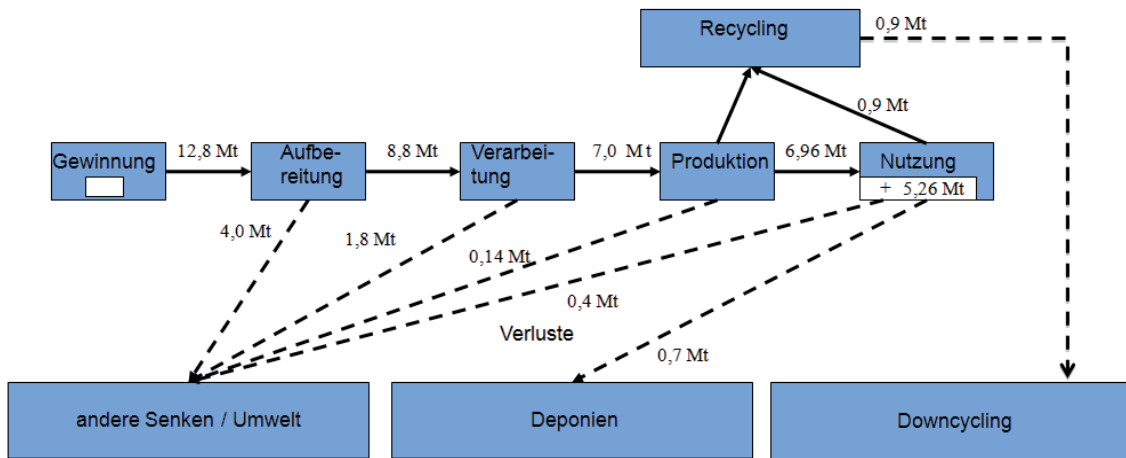 Recycling
0,9 Mt
0,9 Mt
Gewinnung
12,8 Mt
Aufbe-
reitung
8,8 Mt
Verarbei-
tung
7,0 Mt
Produktion
6,96 Mt
Nutzung
+ 5,26 Mt
4,0 Mt
1,8 Mt
0,14 Mt
0,4 Mt
Verluste
0,7 Mt
andere Senken / Umwelt
Deponien
Downcycling